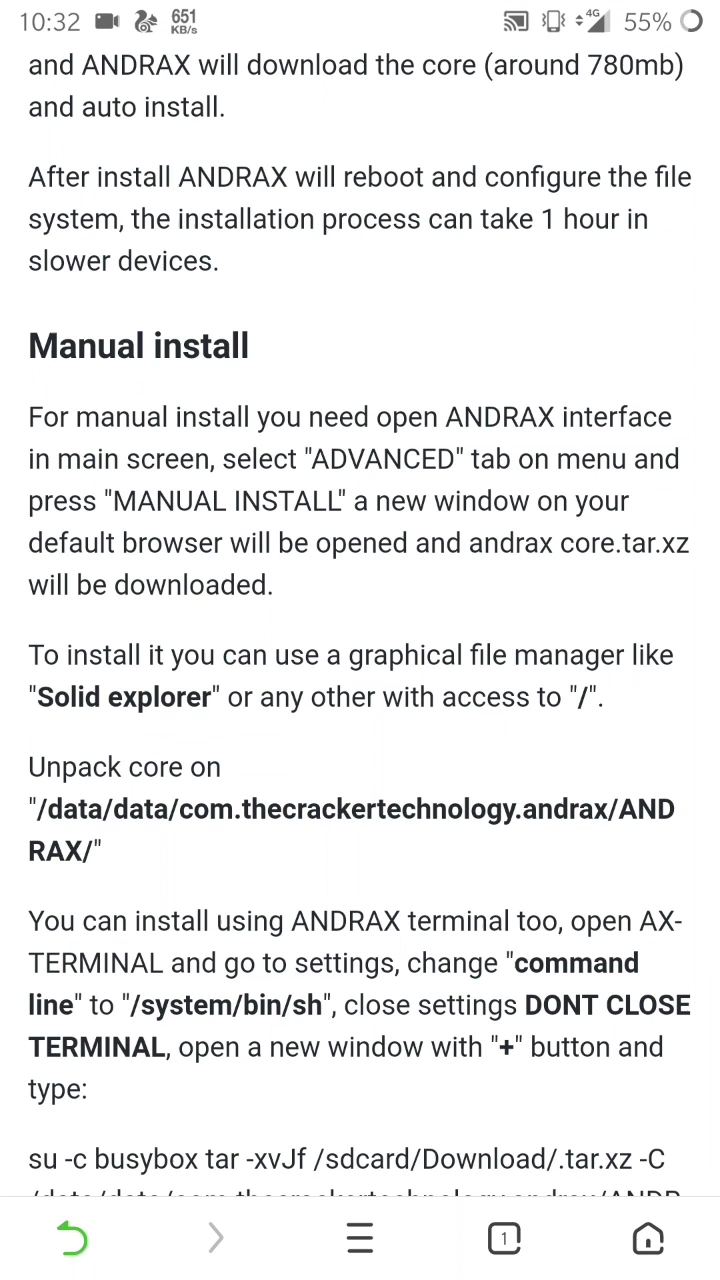 10:32 651 KB/s 4G 55%
and ANDRAX will download the core (around 780mb)
and auto install.
After install ANDRAX will reboot and configure the file
system, the installation process can take 1 hour in
slower devices.
Manual install
For manual install you need open ANDRAX interface
in main screen, select "ADVANCED" tab on menu and
press "MANUAL INSTALL" a new window on your
default browser will be opened and andrax core.tar.xz
will be downloaded.
To install it you can use a graphical file manager like
"Solid explorer" or any other with access to "/".
Unpack core on
"/data/data/com.thecrackertechnology.andrax/AND
RAX/"
You can install using ANDRAX terminal too, open AX-
TERMINAL and go to settings, change "command
line" to "/system/bin/sh", close settings DONT CLOSE
TERMINAL, open a new window with "+" button and
type:
su -c busybox tar -xvJf /sdcard/Download/.tar.xz -C
1